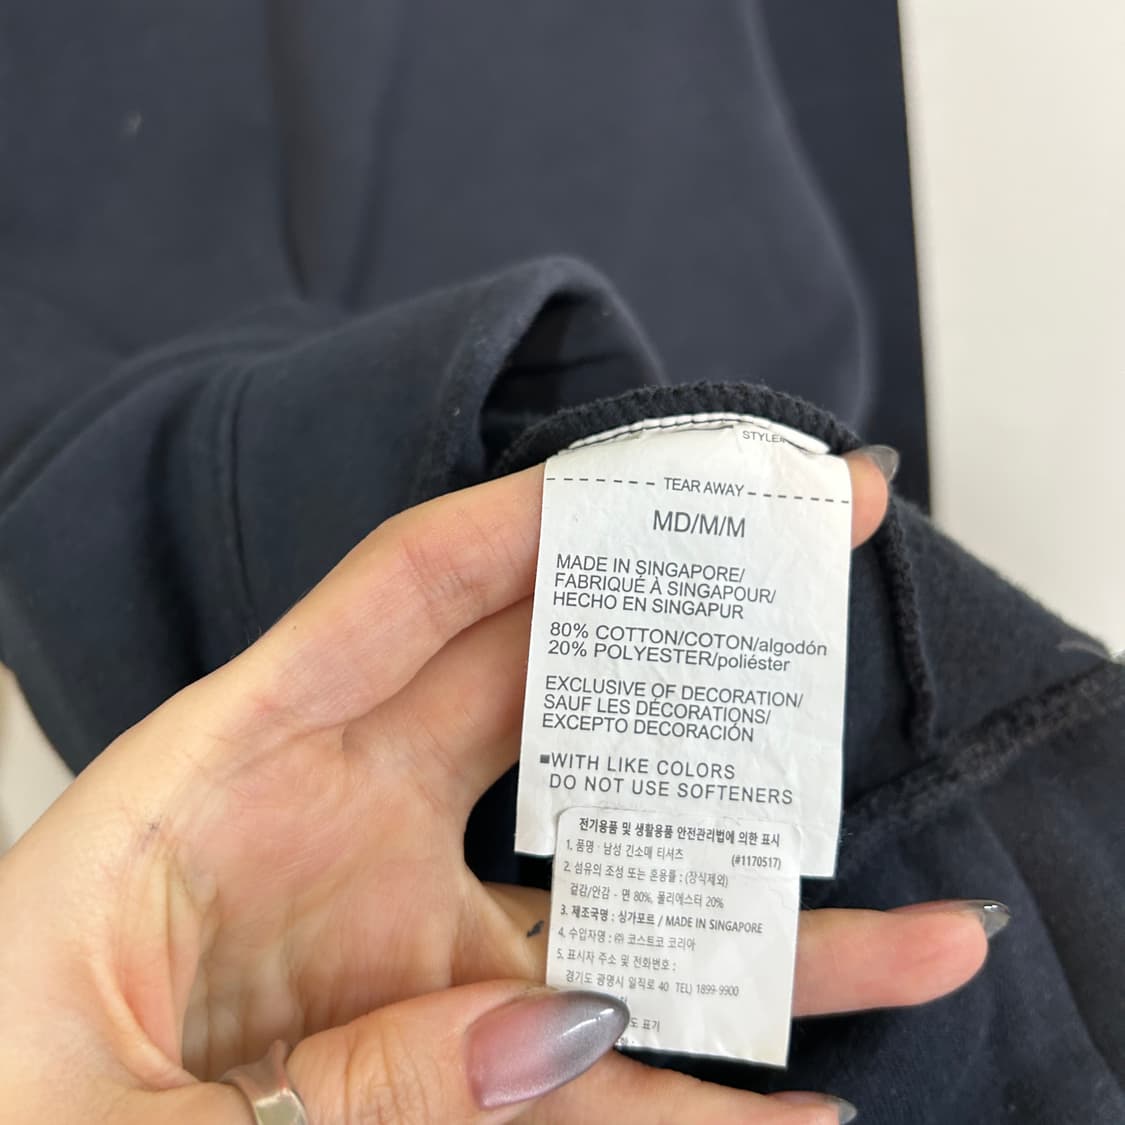 STYLE#
TEAR AWAY
MD/M/M
MADE IN SINGAPORE/
FABRIQUÉ À SINGAPOUR/
HECHO EN SINGAPUR
80% COTTON/COTON/algodón
20% POLYESTER/poliéster
EXCLUSIVE OF DECORATION/
SAUF LES DÉCORATIONS/
EXCEPTO DECORACIÓN
WITH LIKE COLORS
DO NOT USE SOFTENERS
전기용품 및 생활용품 안전관리법에 의한 표시
1. 품명 : 남성 긴소매 티셔츠 (#1170517)
2. 섬유의 조성 또는 혼용률 : (장식제외)
겉감/안감 - 면 80%, 폴리에스터 20%
3. 제조국명 : 싱가포르 / MADE IN SINGAPORE
4. 수입자명 : ㈜ 코스트코 코리아
5. 표시자 주소 및 전화번호 :
경기도 광명시 일직로 40 TEL) 1899-9900
표기